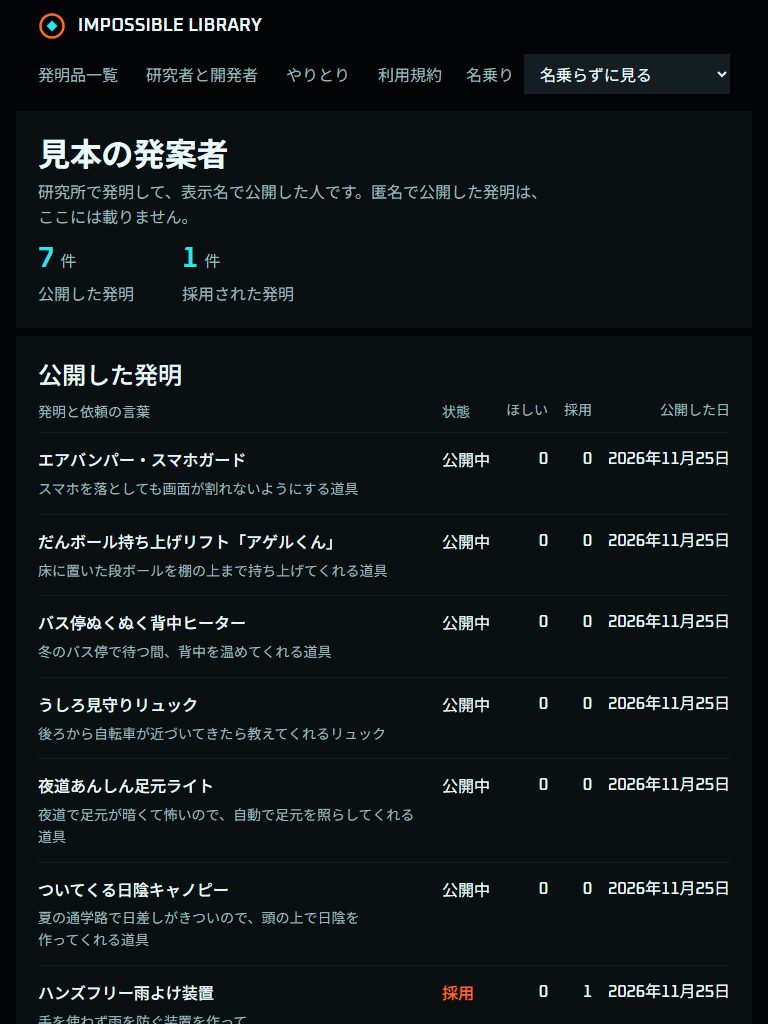 IMPOSSIBLE LIBRARY
発明品一覧 研究者と開発者 やりとり 利用規約 名乗り 名乗らずに見る
見本の発案者
研究所で発明して、表示名で公開した人です。匿名で公開した発明は、
ここには載りません。
7 件 1 件
公開した発明 採用された発明
公開した発明
発明と依頼の言葉 状態 ほしい 採用 公開した日
エアバンパー・スマホガード 公開中 0 0 2026年11月25日
スマホを落としても画面が割れないようにする道具
だんボール持ち上げリフト「アゲルくん」 公開中 0 0 2026年11月25日
床に置いた段ボールを棚の上まで持ち上げてくれる道具
バス停ぬくぬく背中ヒーター 公開中 0 0 2026年11月25日
冬のバス停で待つ間、背中を温めてくれる道具
うしろ見守りリュック 公開中 0 0 2026年11月25日
後ろから自転車が近づいてきたら教えてくれるリュック
夜道あんしん足元ライト 公開中 0 0 2026年11月25日
夜道で足元が暗くて怖いので、自動で足元を照らしてくれる
道具
ついてくる日陰キャノピー 公開中 0 0 2026年11月25日
夏の通学路で日差しがきついので、頭の上で日陰を
作ってくれる道具
ハンズフリー雨よけ装置 採用 0 1 2026年11月25日
手を使わず雨を防ぐ装置を作って